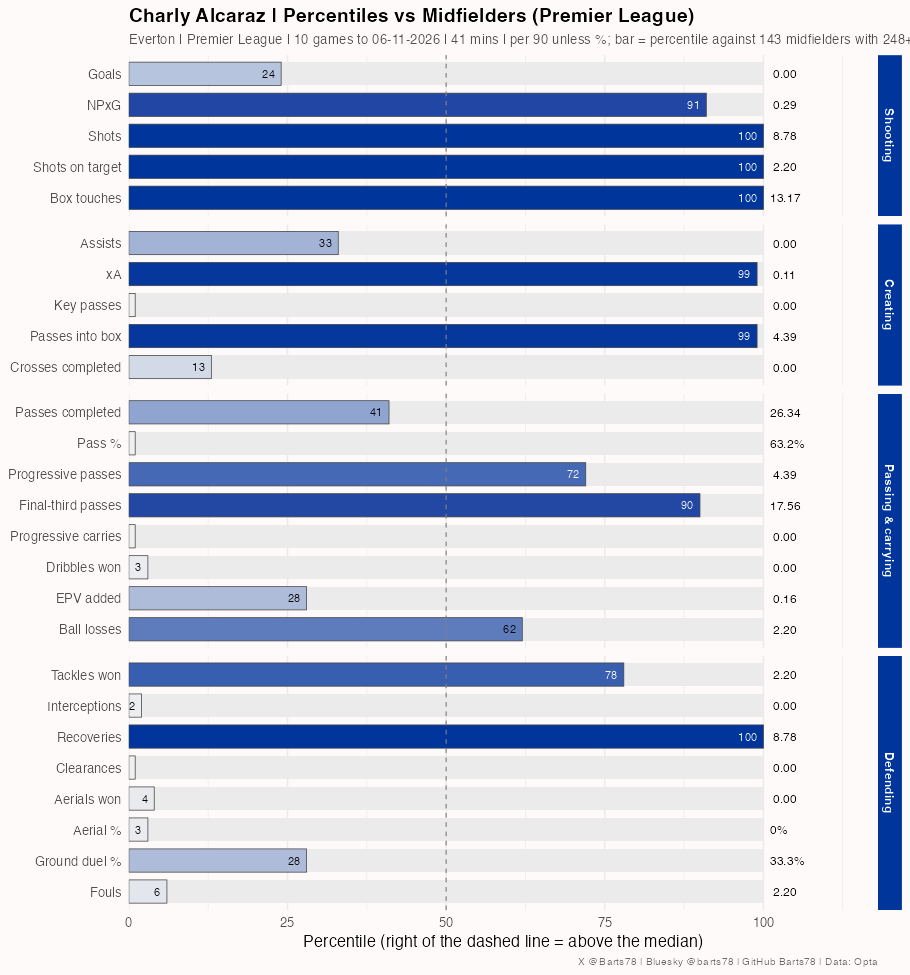 Charly Alcaraz | Percentiles vs Midfielders (Premier League)
Everton | Premier League | 10 games to 06-11-2026 | 41 mins | per 90 unless %; bar = percentile against 143 midfielders with 248+
Goals 24 0.00
NPxG 91 0.29
Shots 100 8.78
Shots on target 100 2.20
Box touches 100 13.17
Shooting
Assists 33 0.00
xA 99 0.11
Key passes 0.00
Passes into box 99 4.39
Crosses completed 13 0.00
Creating
Passes completed 41 26.34
Pass % 63.2%
Progressive passes 72 4.39
Final-third passes 90 17.56
Progressive carries 0.00
Dribbles won 3 0.00
EPV added 28 0.16
Ball losses 62 2.20
Passing & carrying
Tackles won 78 2.20
Interceptions 2 0.00
Recoveries 100 8.78
Clearances 0.00
Aerials won 4 0.00
Aerial % 3 0%
Ground duel % 28 33.3%
Fouls 6 2.20
Defending
0 25 50 75 100
Percentile (right of the dashed line = above the median)
X @Barts78 | Bluesky @barts78 | GitHub Barts78 | Data: Opta